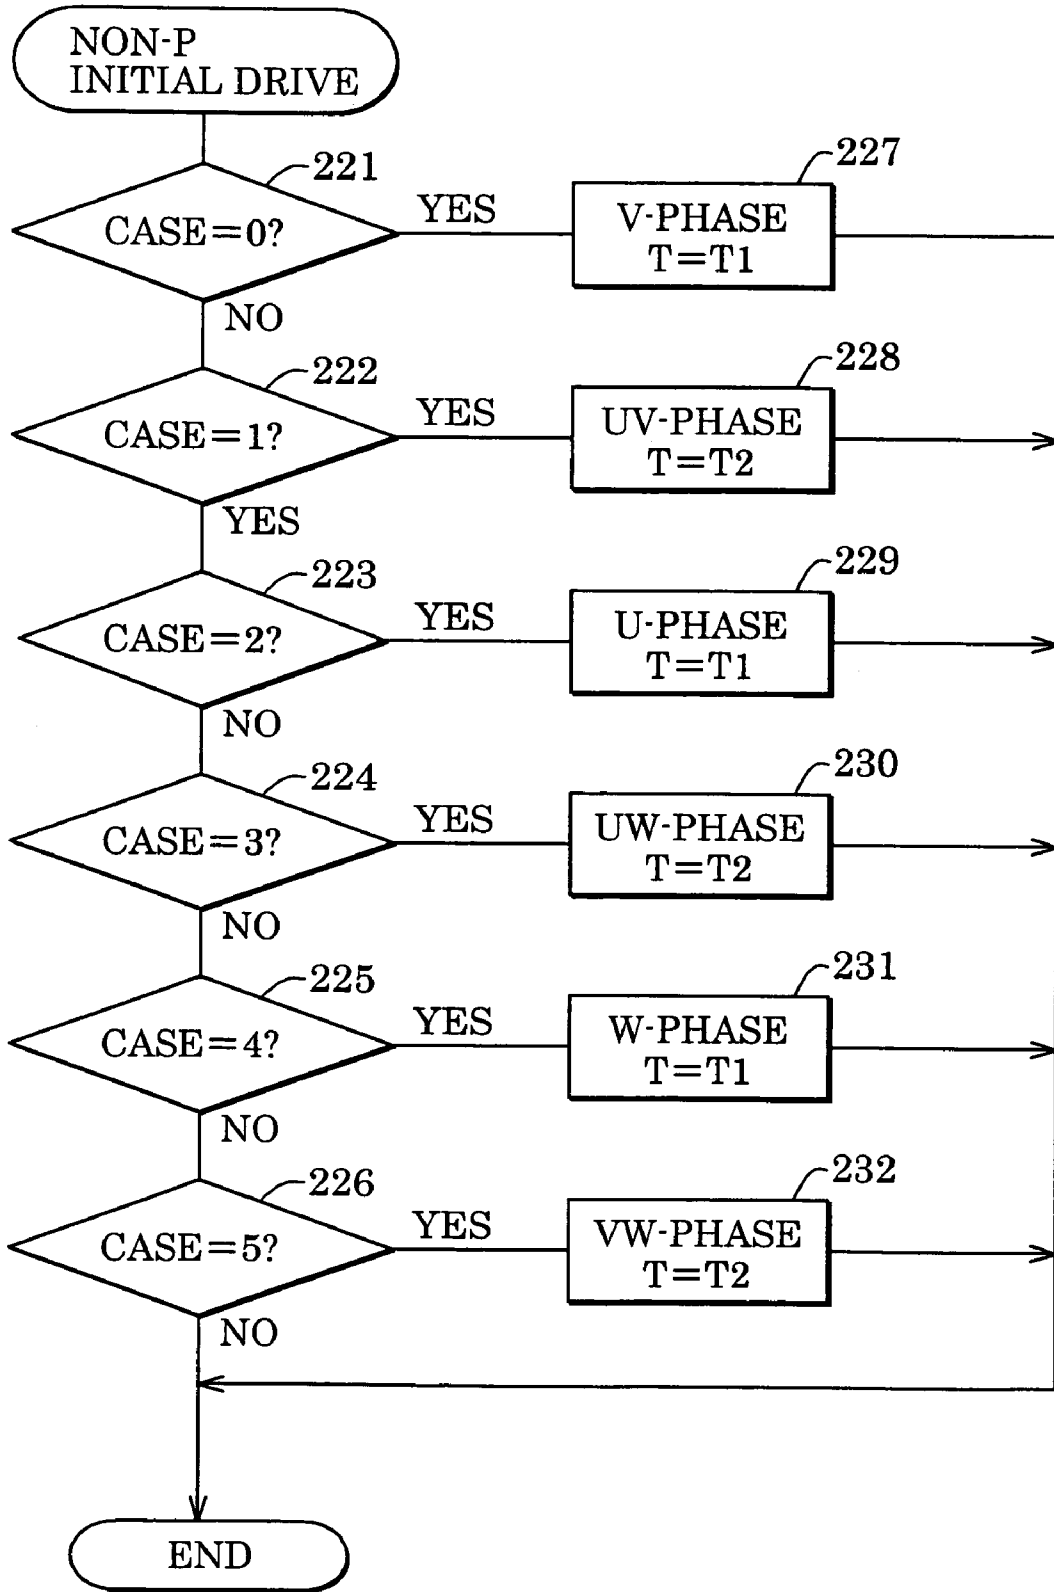 NON-P
INITIAL DRIVE
221
CASE=0?
YES
227
V-PHASE
T=T1
NO
222
CASE=1?
YES
228
UV-PHASE
T=T2
YES
223
CASE=2?
YES
229
U-PHASE
T=T1
NO
224
CASE=3?
YES
230
UW-PHASE
T=T2
NO
225
CASE=4?
YES
231
W-PHASE
T=T1
NO
226
CASE=5?
YES
232
VW-PHASE
T=T2
NO
END